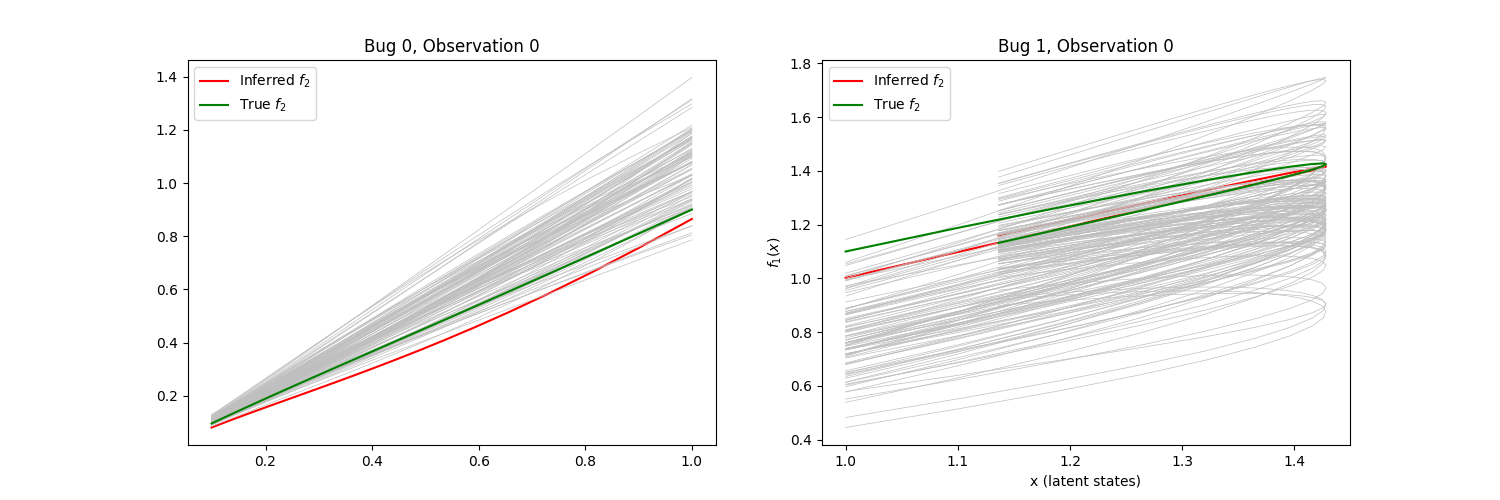 Bug 0, Observation 0
Inferred f₂
True f₂
1.4
1.2
1.0
0.8
0.6
0.4
0.2
0.2 0.4 0.6 0.8 1.0
Bug 1, Observation 0
Inferred f₂
True f₂
f₁(x)
1.8
1.6
1.4
1.2
1.0
0.8
0.6
0.4
1.0 1.1 1.2 1.3 1.4
x (latent states)